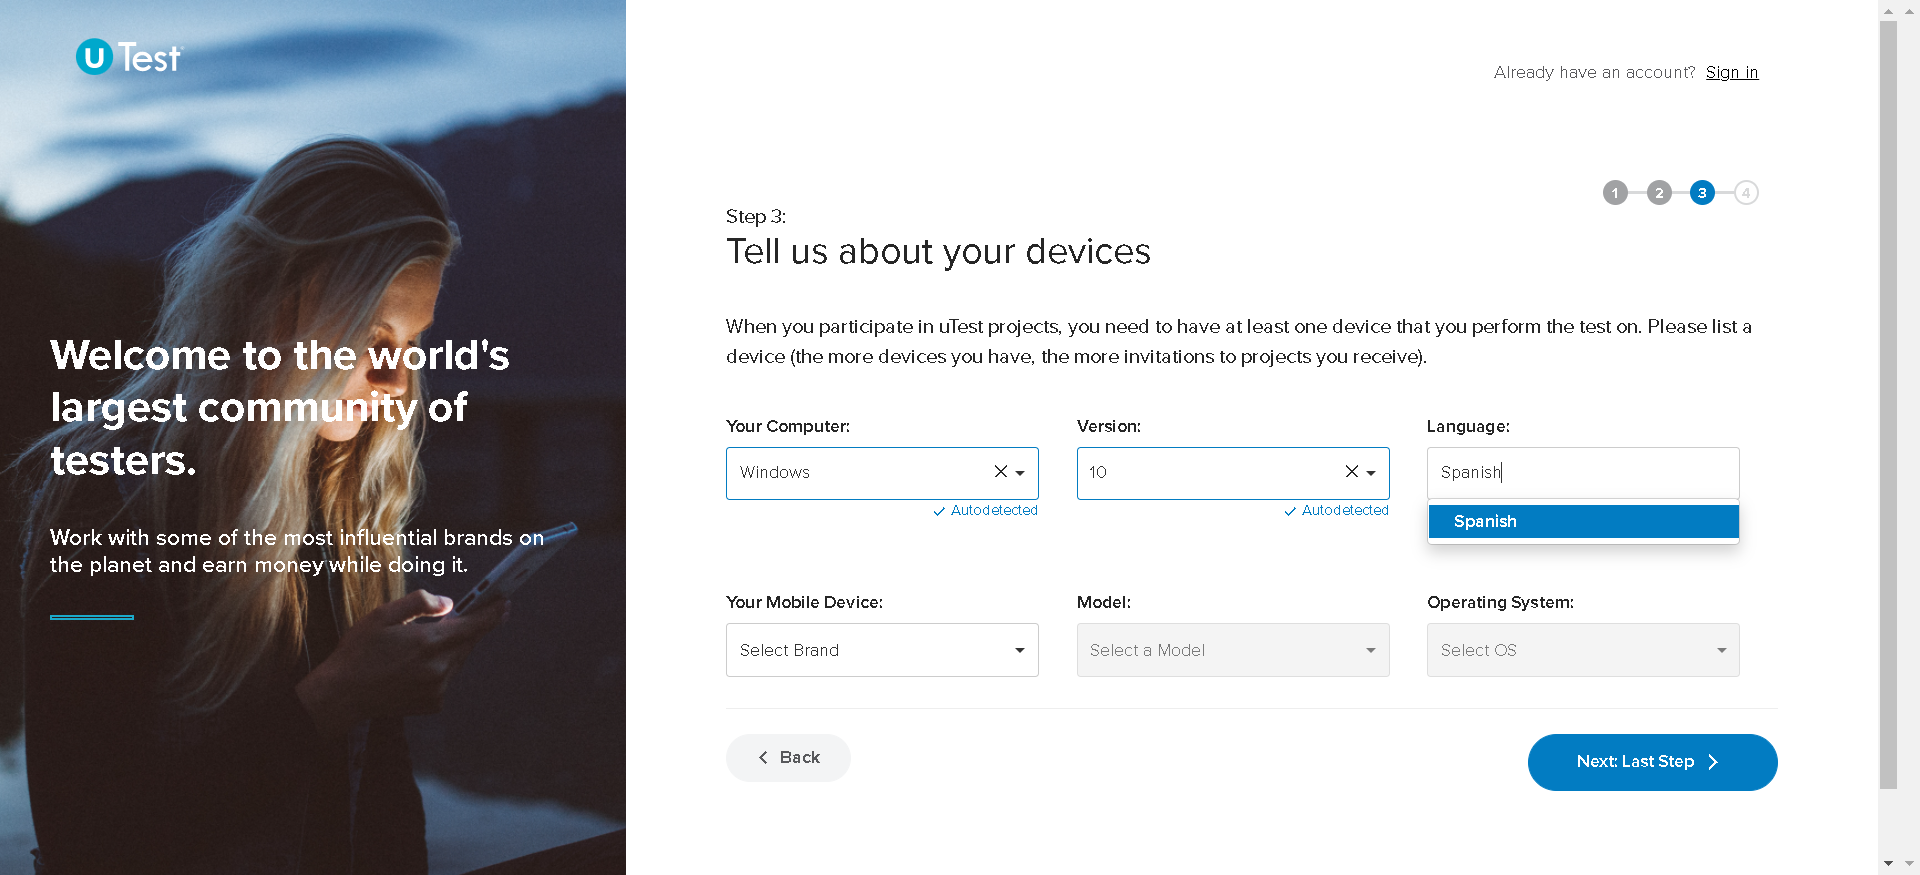 u Test
Already have an account? Sign in
1 2 3 4
Step 3:
Tell us about your devices
When you participate in uTest projects, you need to have at least one device that you perform the test on. Please list a
device (the more devices you have, the more invitations to projects you receive).
Welcome to the world's
largest community of
testers.
Work with some of the most influential brands on
the planet and earn money while doing it.
Your Computer: Version: Language:
Windows 10 Spanish
Autodetected Autodetected
Spanish
Your Mobile Device: Model: Operating System:
Select Brand Select a Model Select OS
Back Next: Last Step